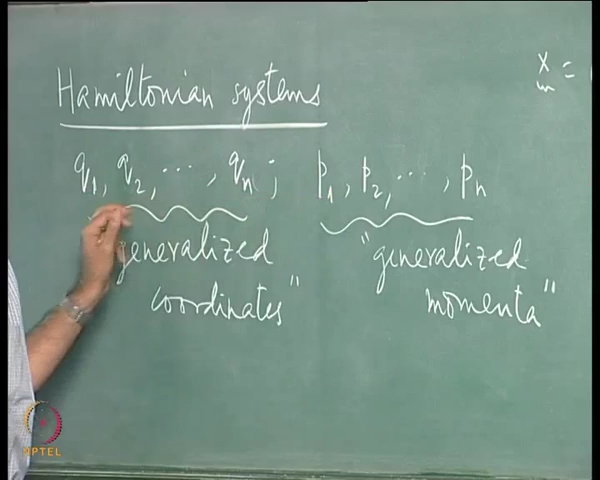 Hamiltonian systems
x =
q1, q2, ..., qn; p1, p2, ..., pn
generalized "generalized
coordinates" momenta"
NPTEL